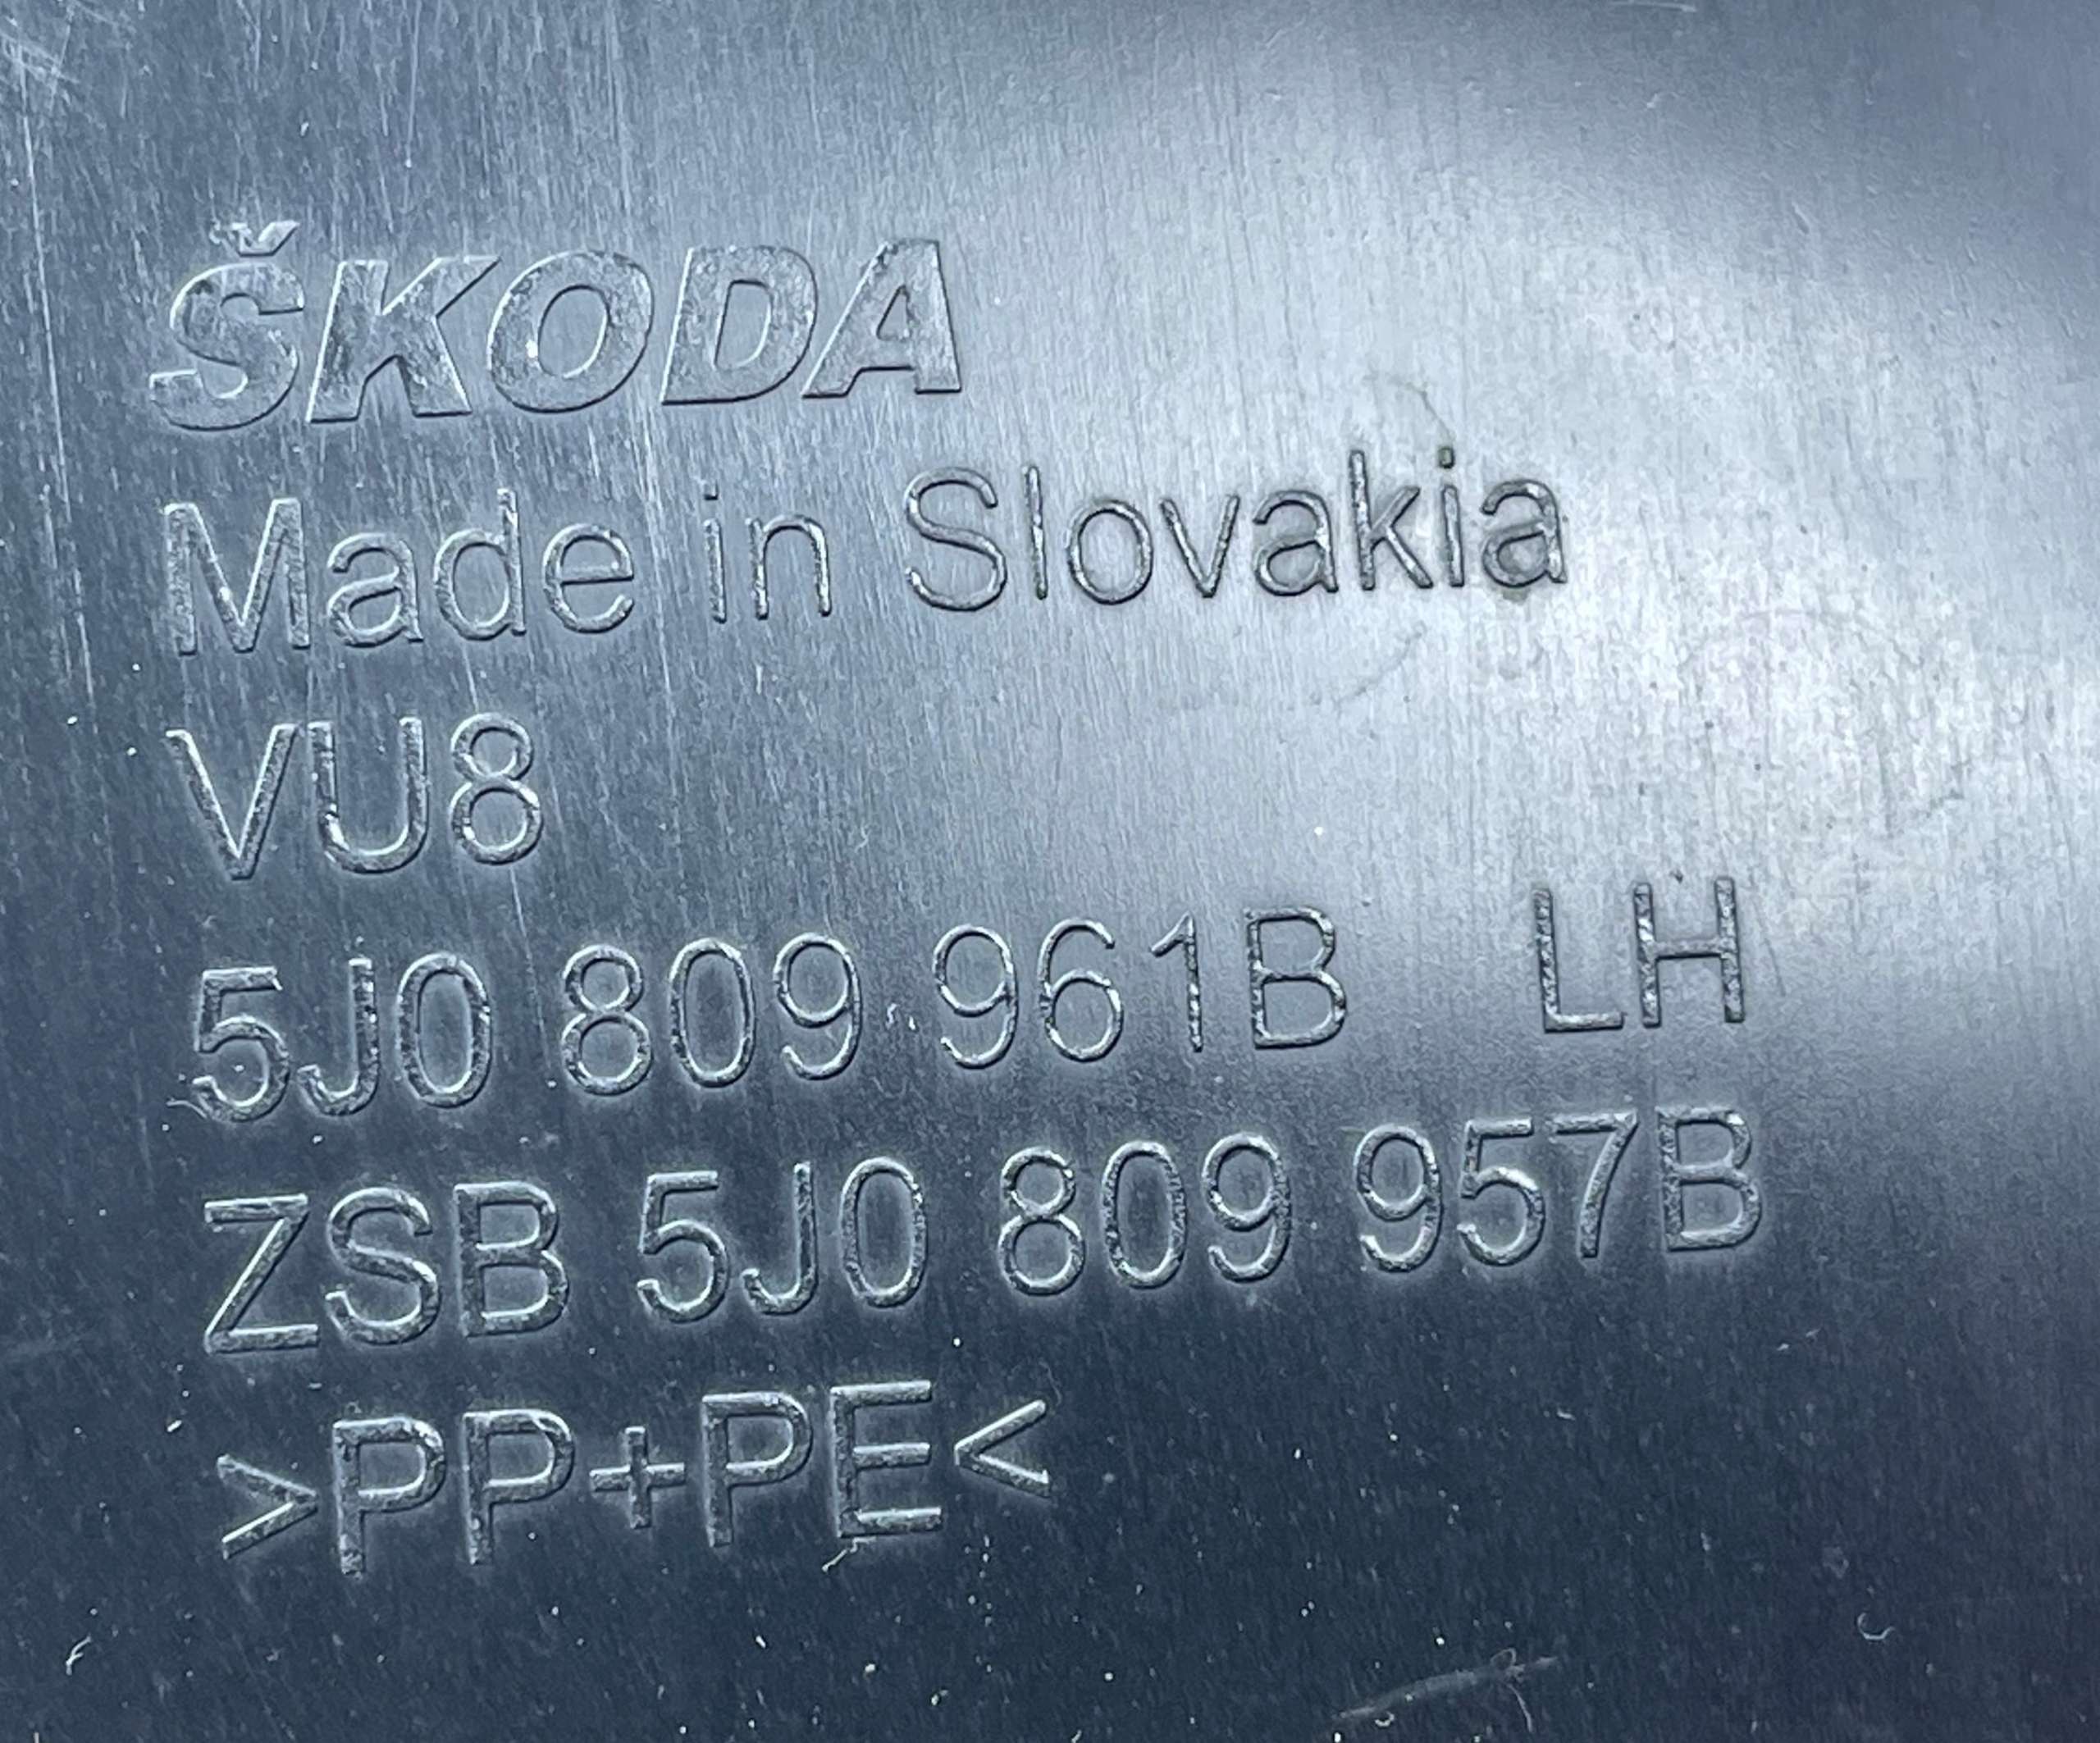 ŠKODA
Made in Slovakia
VU8
5J0 809 961B LH
ZSB 5J0 809 957B
>PP+PE<